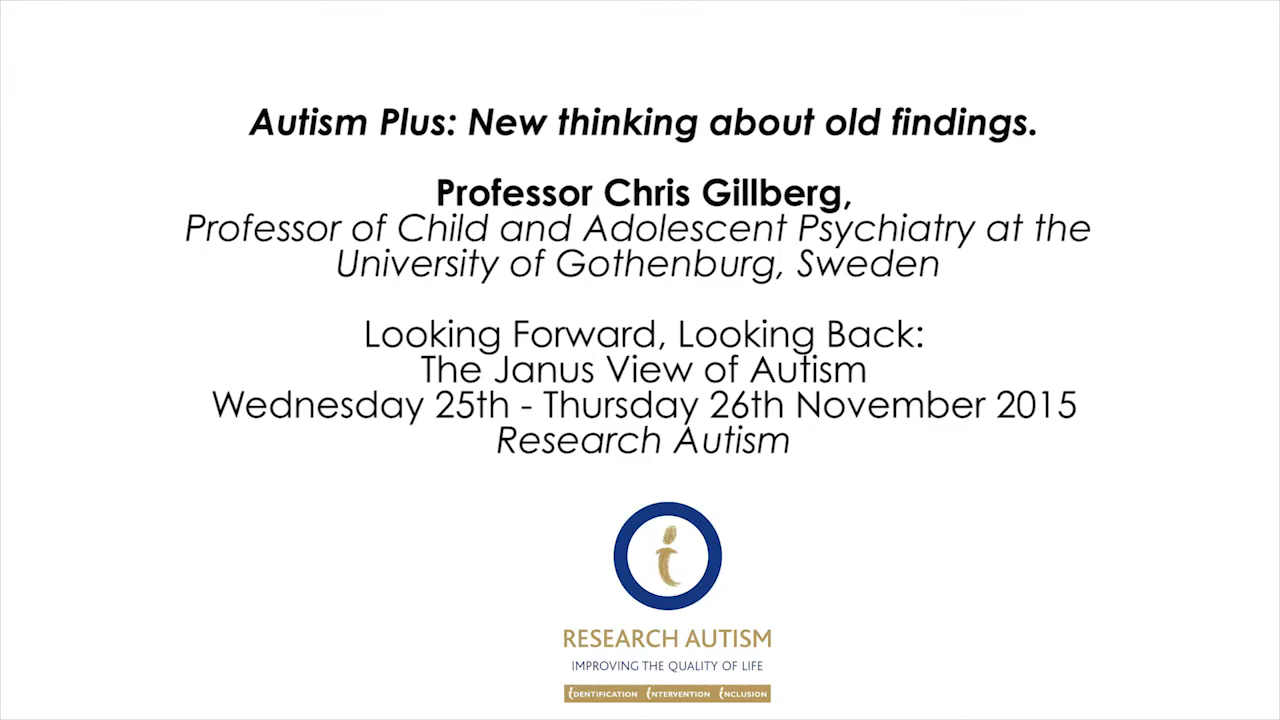 Autism Plus: New thinking about old findings.
Professor Chris Gillberg,
Professor of Child and Adolescent Psychiatry at the
University of Gothenburg, Sweden
Looking Forward, Looking Back:
The Janus View of Autism
Wednesday 25th - Thursday 26th November 2015
Research Autism
i
RESEARCH AUTISM
IMPROVING THE QUALITY OF LIFE
iDENTIFICATION iNTERVENTION iNCLUSION